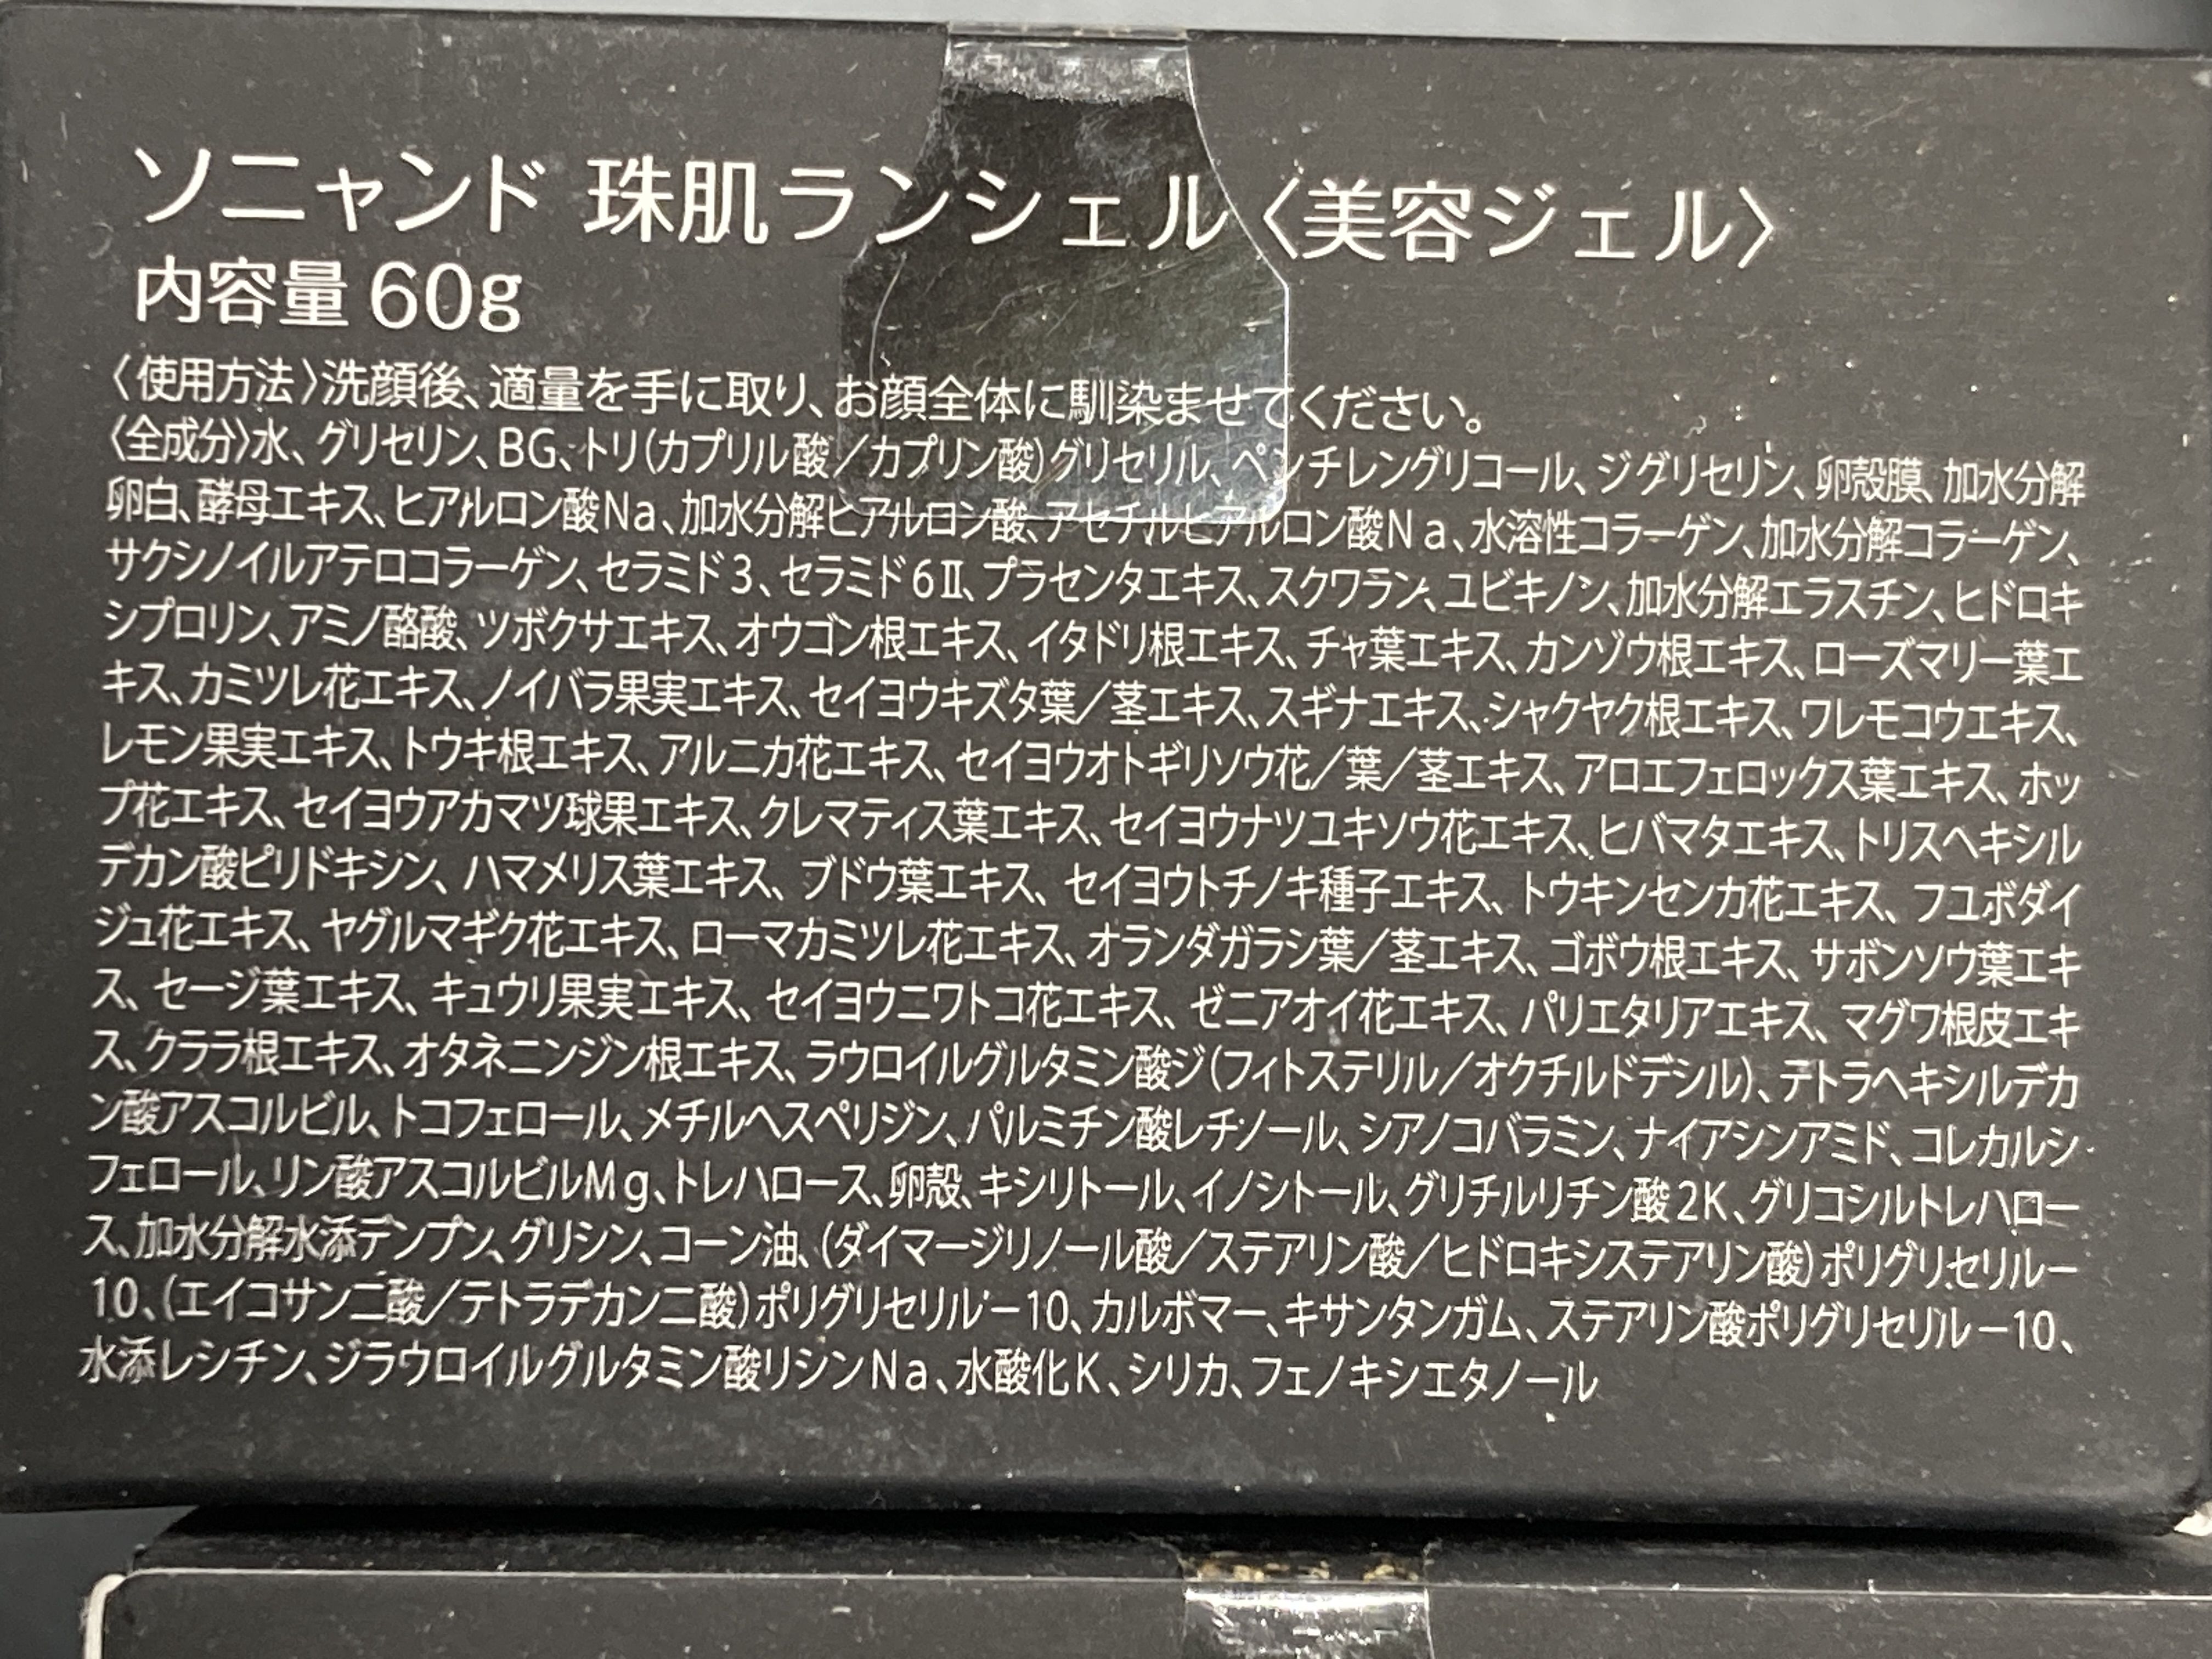 ソニャンド 珠肌ランシェル〈美容ジェル〉
内容量 60g
〈使用方法〉洗顔後、適量を手に取り、お顔全体に馴染ませてください。
〈全成分〉水、グリセリン、BG、トリ(カプリル酸／カプリン酸)グリセリル、ペンチレングリコール、ジグリセリン、卵殻膜、加水分解
卵白、酵母エキス、ヒアルロン酸Na、加水分解ヒアルロン酸、アセチルヒアルロン酸Na、水溶性コラーゲン、加水分解コラーゲン、
サクシノイルアテロコラーゲン、セラミド3、セラミド6Ⅱ、プラセンタエキス、スクワラン、ユビキノン、加水分解エラスチン、ヒドロキ
シプロリン、アミノ酪酸、ツボクサエキス、オウゴン根エキス、イタドリ根エキス、チャ葉エキス、カンゾウ根エキス、ローズマリー葉エ
キス、カミツレ花エキス、ノイバラ果実エキス、セイヨウキズタ葉／茎エキス、スギナエキス、シャクヤク根エキス、ワレモコウエキス、
レモン果実エキス、トウキ根エキス、アルニカ花エキス、セイヨウオトギリソウ花／葉／茎エキス、アロエフェロックス葉エキス、ホッ
プ花エキス、セイヨウアカマツ球果エキス、クレマティス葉エキス、セイヨウナツユキソウ花エキス、ヒバマタエキス、トリスヘキシル
デカン酸ピリドキシン、ハマメリス葉エキス、ブドウ葉エキス、セイヨウトチノキ種子エキス、トウキンセンカ花エキス、フユボダイ
ジュ花エキス、ヤグルマギク花エキス、ローマカミツレ花エキス、オランダガラシ葉／茎エキス、ゴボウ根エキス、サボンソウ葉エキ
ス、セージ葉エキス、キュウリ果実エキス、セイヨウニワトコ花エキス、ゼニアオイ花エキス、パリエタリアエキス、マグワ根皮エキ
ス、クララ根エキス、オタネニンジン根エキス、ラウロイルグルタミン酸ジ(フィトステリル／オクチルドデシル)、テトラヘキシルデカ
ン酸アスコルビル、トコフェロール、メチルヘスペリジン、パルミチン酸レチノール、シアノコバラミン、ナイアシンアミド、コレカルシ
フェロール、リン酸アスコルビルMg、トレハロース、卵殻、キシリトール、イノシトール、グリチルリチン酸2K、グリコシルトレハロー
ス、加水分解水添デンプン、グリシン、コーン油、(ダイマージリノール酸／ステアリン酸／ヒドロキシステアリン酸)ポリグリセリルー
10、(エイコサン二酸／テトラデカン二酸)ポリグリセリルー10、カルボマー、キサンタンガム、ステアリン酸ポリグリセリルー10、
水添レシチン、ジラウロイルグルタミン酸リシンNa、水酸化K、シリカ、フェノキシエタノール